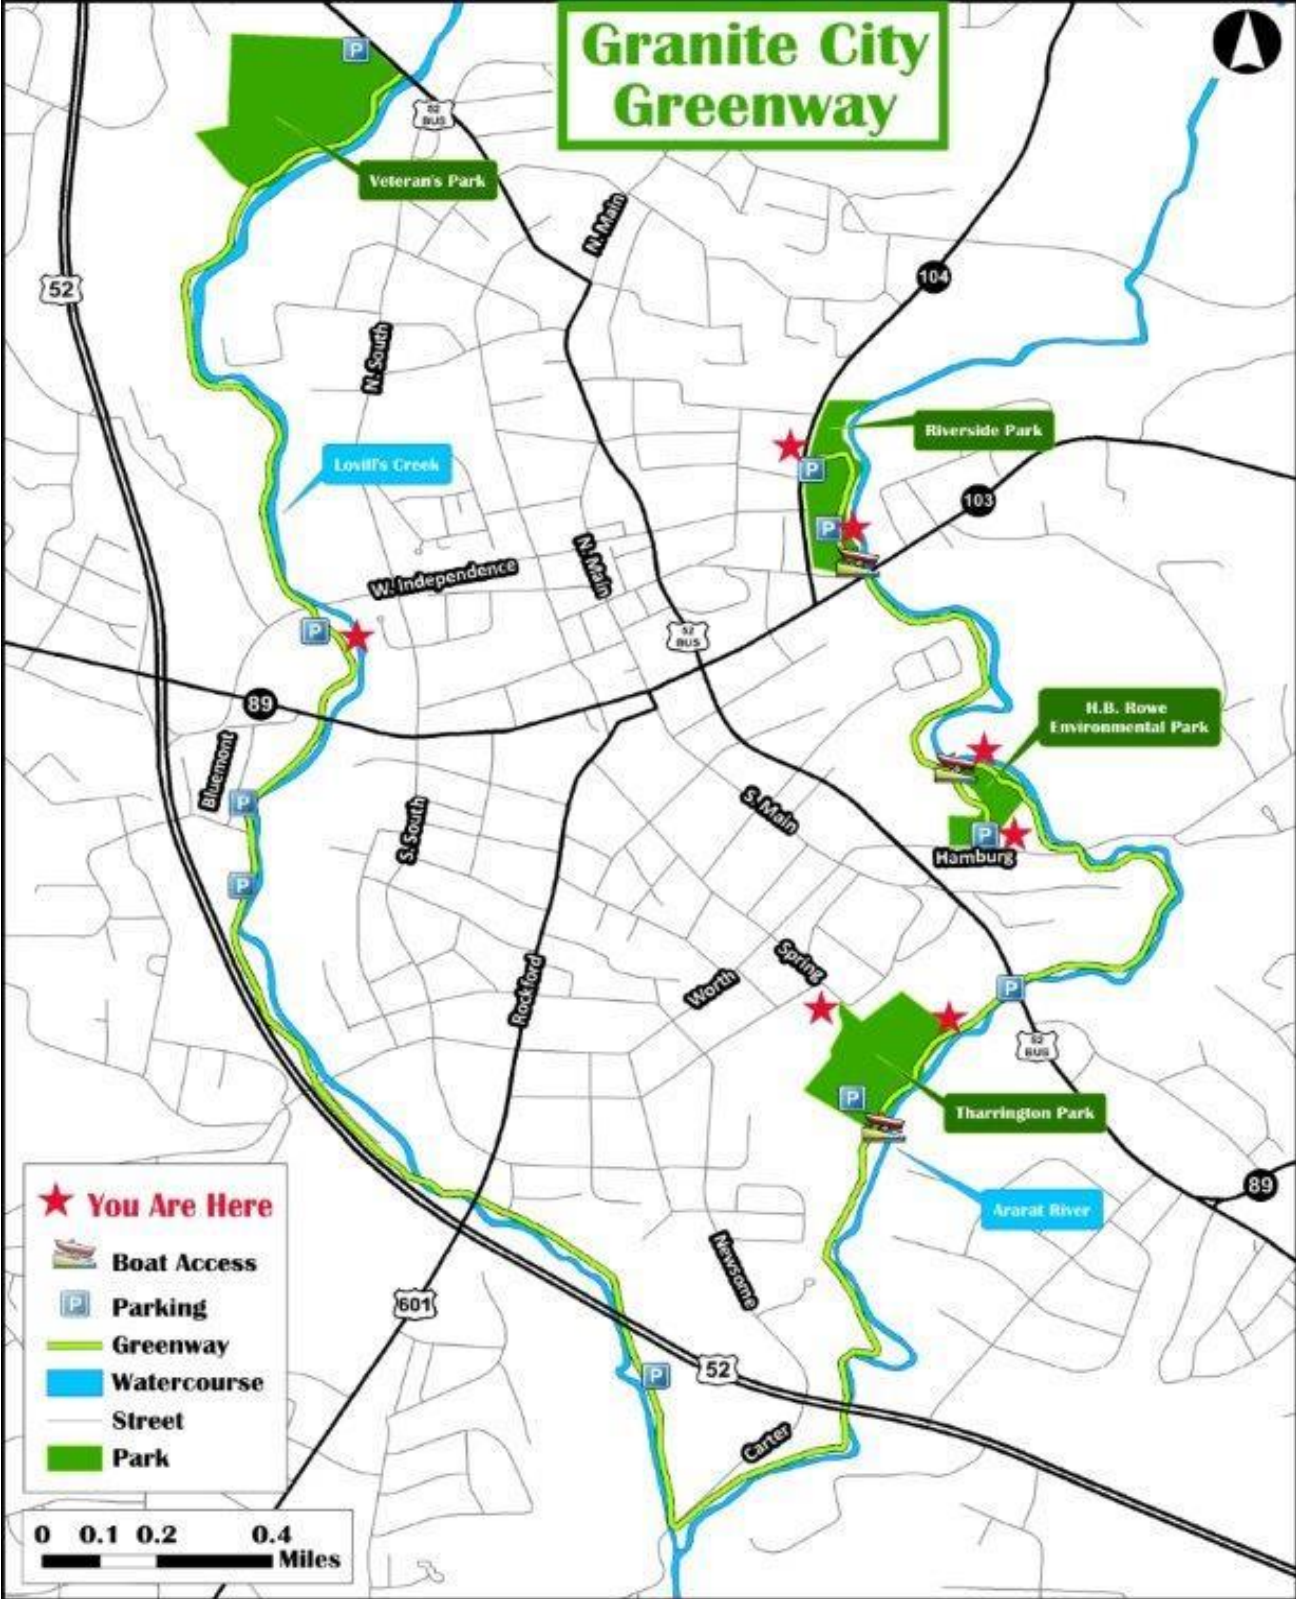 Granite City
Greenway
P
52
BUS
Veteran's Park
N. Main
104
52
N. South
Riverside Park
P
Lovill's Creek
103
P
N. Main
W. Independence
P
52
BUS
89
H.B. Rowe
Environmental Park
Bluemont
P
S. Main
S. South
P
Hamburg
P
Spring
Worth
Rockford
P
52
BUS
P
Tharrington Park
89
Ararat River
Newsome
601
52
P
Carter
You Are Here
Boat Access
P
Parking
Greenway
Watercourse
Street
Park
0 0.1 0.2 0.4
Miles